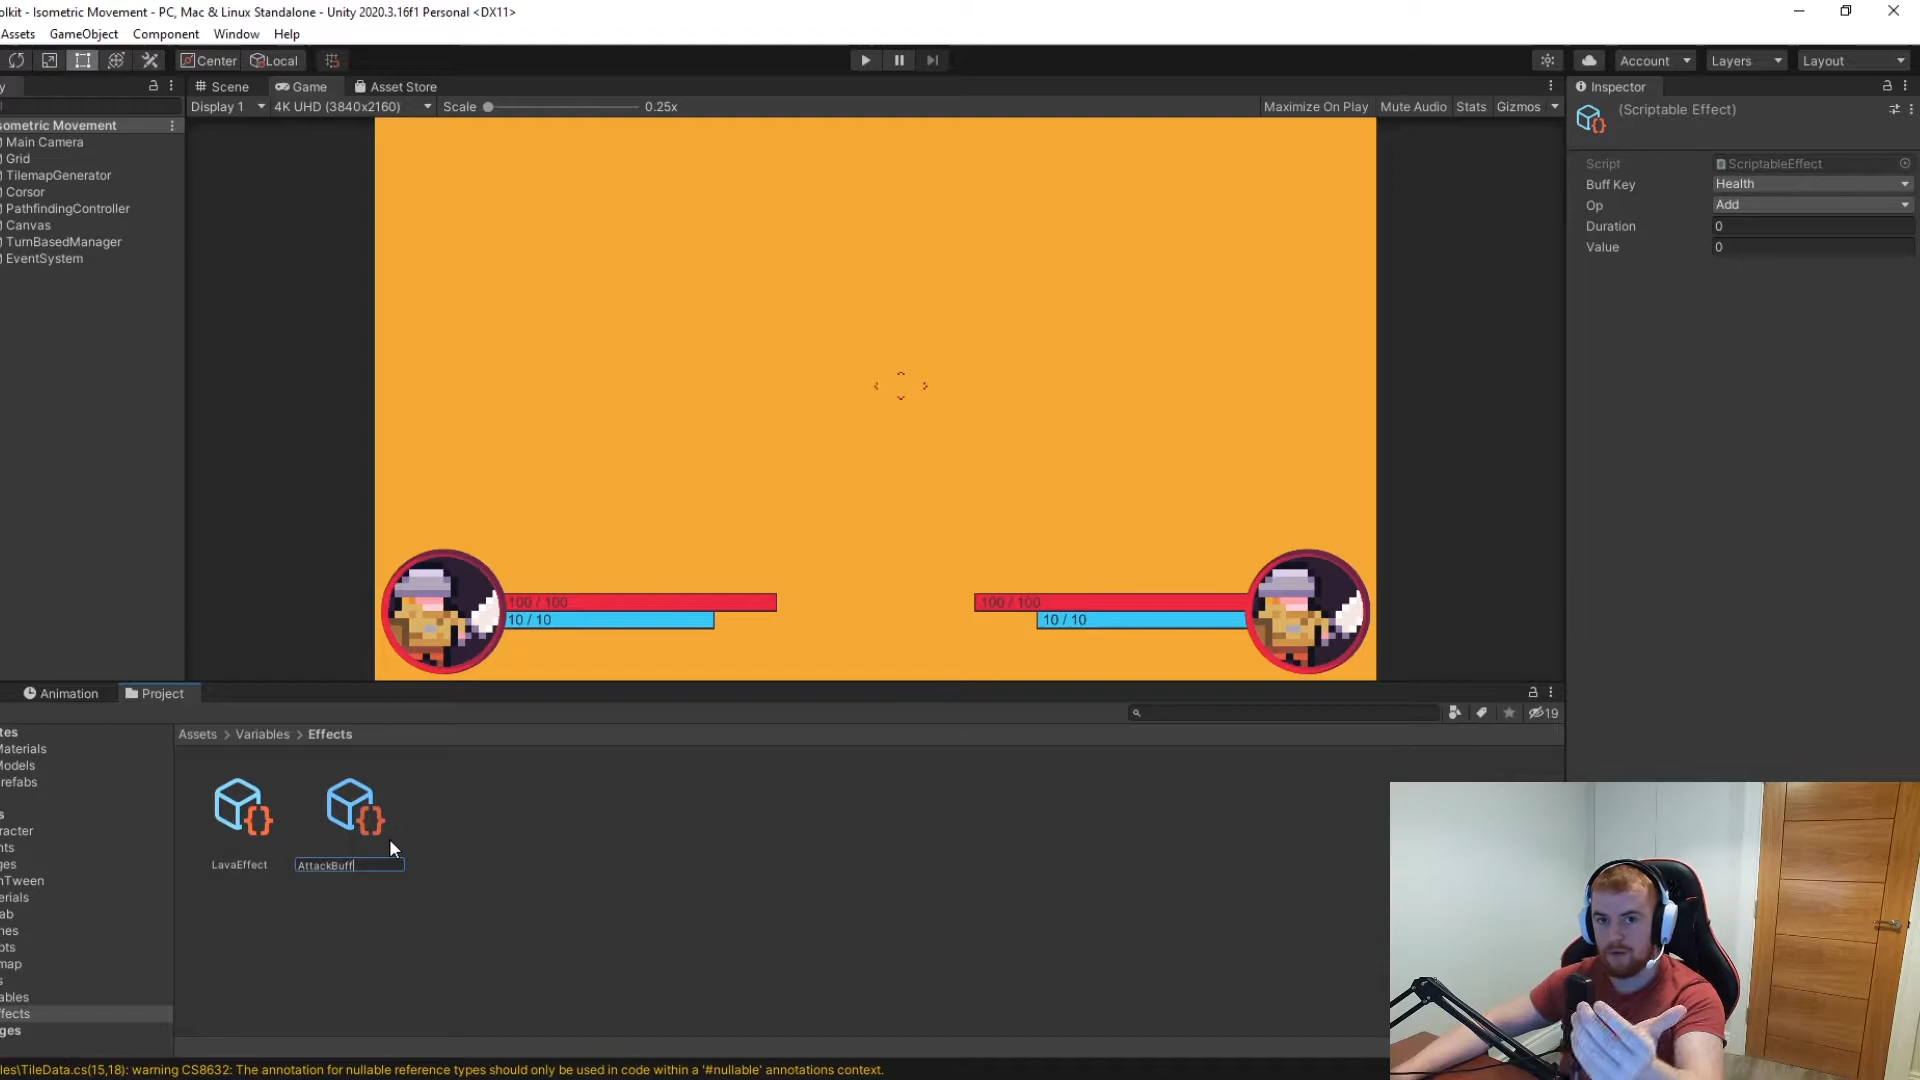 olkit - Isometric Movement - PC, Mac & Linux Standalone - Unity 2020.3.16f1 Personal <DX11>
Assets GameObject Component Window Help
Center Local Account Layers Layout
y Scene Game Asset Store Inspector
Display 1 4K UHD (3840x2160) Scale 0.25x Maximize On Play Mute Audio Stats Gizmos
(Scriptable Effect)
sometric Movement
Main Camera
Grid
TilemapGenerator
Corsor
PathfindingController
Canvas
TurnBasedManager
EventSystem
Script ScriptableEffect
Buff Key Health
Op Add
Duration 0
Value 0
100 / 100 100 / 100
10 / 10 10 / 10
Animation Project
19
Assets > Variables > Effects
tes
Materials
Models
refabs
s
racter
nts
ges
nTween
erials
ab
nes
pts
map
s
ables
ffects
ges
LavaEffect AttackBuff
les\TileData.cs(15,18): warning CS8632: The annotation for nullable reference types should only be used in code within a '#nullable' annotations context.